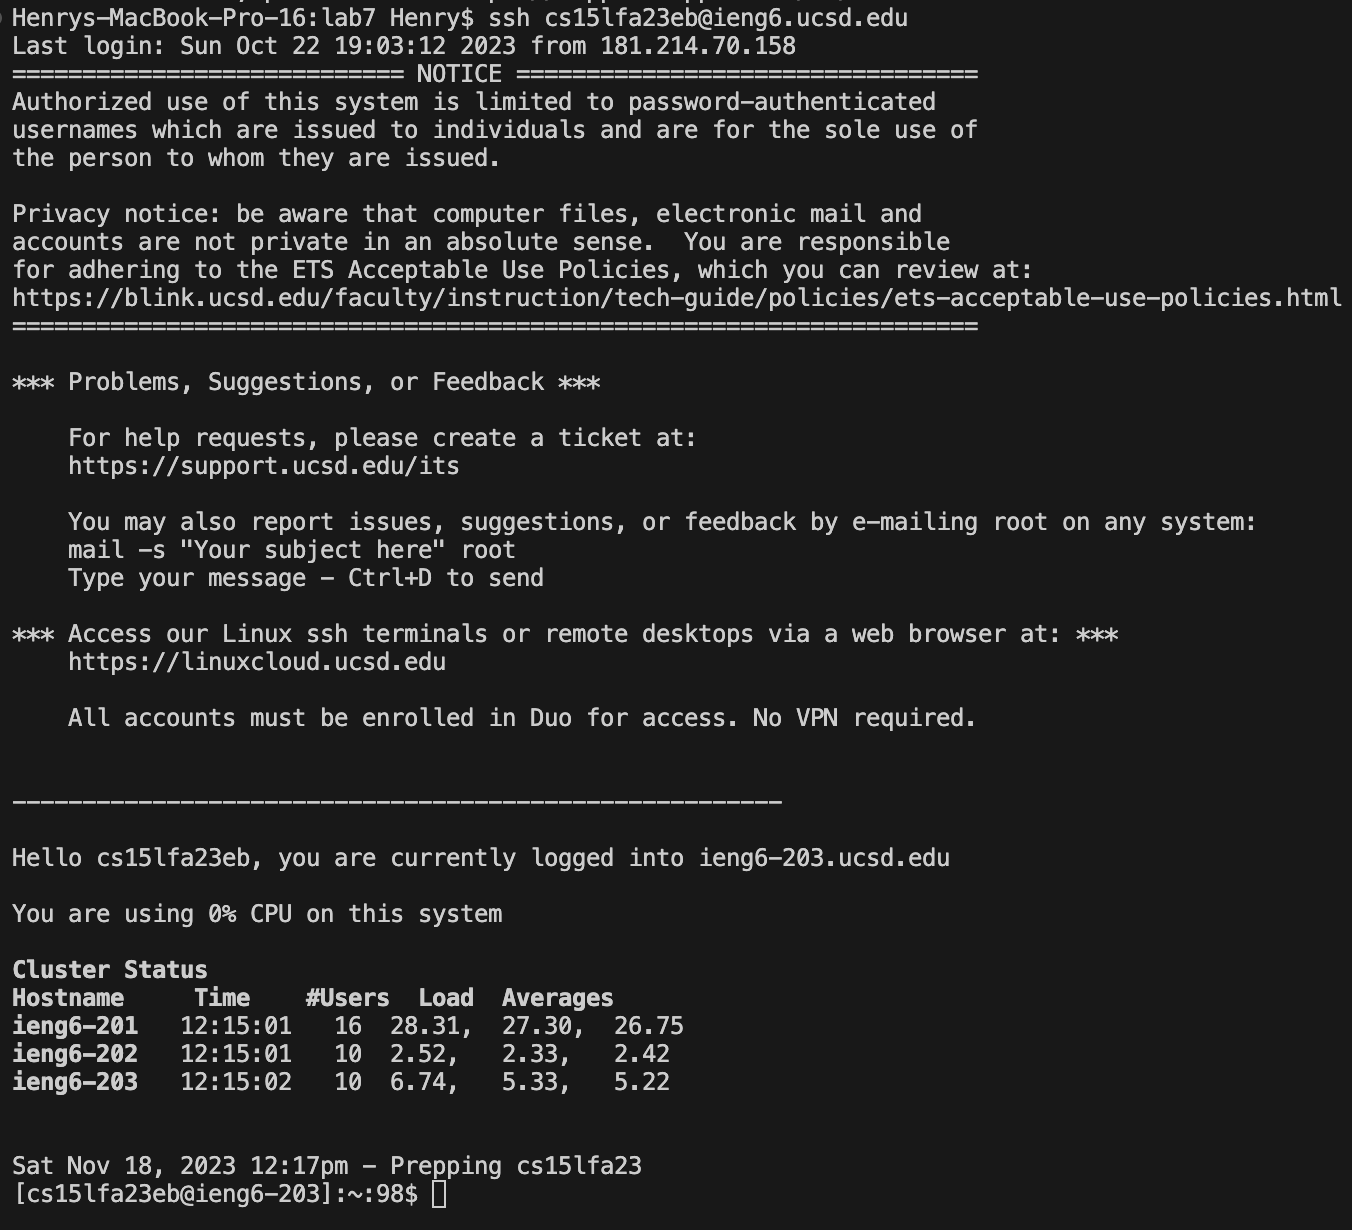 Henrys-MacBook-Pro-16:lab7 Henry$ ssh cs15lfa23eb@ieng6.ucsd.edu
Last login: Sun Oct 22 19:03:12 2023 from 181.214.70.158
============================ NOTICE =================================
Authorized use of this system is limited to password-authenticated
usernames which are issued to individuals and are for the sole use of
the person to whom they are issued.

Privacy notice: be aware that computer files, electronic mail and
accounts are not private in an absolute sense.  You are responsible
for adhering to the ETS Acceptable Use Policies, which you can review at:
https://blink.ucsd.edu/faculty/instruction/tech-guide/policies/ets-acceptable-use-policies.html
=====================================================================

*** Problems, Suggestions, or Feedback ***

    For help requests, please create a ticket at:
    https://support.ucsd.edu/its

    You may also report issues, suggestions, or feedback by e-mailing root on any system:
    mail -s "Your subject here" root
    Type your message - Ctrl+D to send

*** Access our Linux ssh terminals or remote desktops via a web browser at: ***
    https://linuxcloud.ucsd.edu

    All accounts must be enrolled in Duo for access. No VPN required.


-------------------------------------------------------

Hello cs15lfa23eb, you are currently logged into ieng6-203.ucsd.edu

You are using 0% CPU on this system

Cluster Status
Hostname     Time    #Users  Load  Averages
ieng6-201   12:15:01   16  28.31,  27.30,  26.75
ieng6-202   12:15:01   10  2.52,   2.33,   2.42
ieng6-203   12:15:02   10  6.74,   5.33,   5.22


Sat Nov 18, 2023 12:17pm - Prepping cs15lfa23
[cs15lfa23eb@ieng6-203]:~:98$